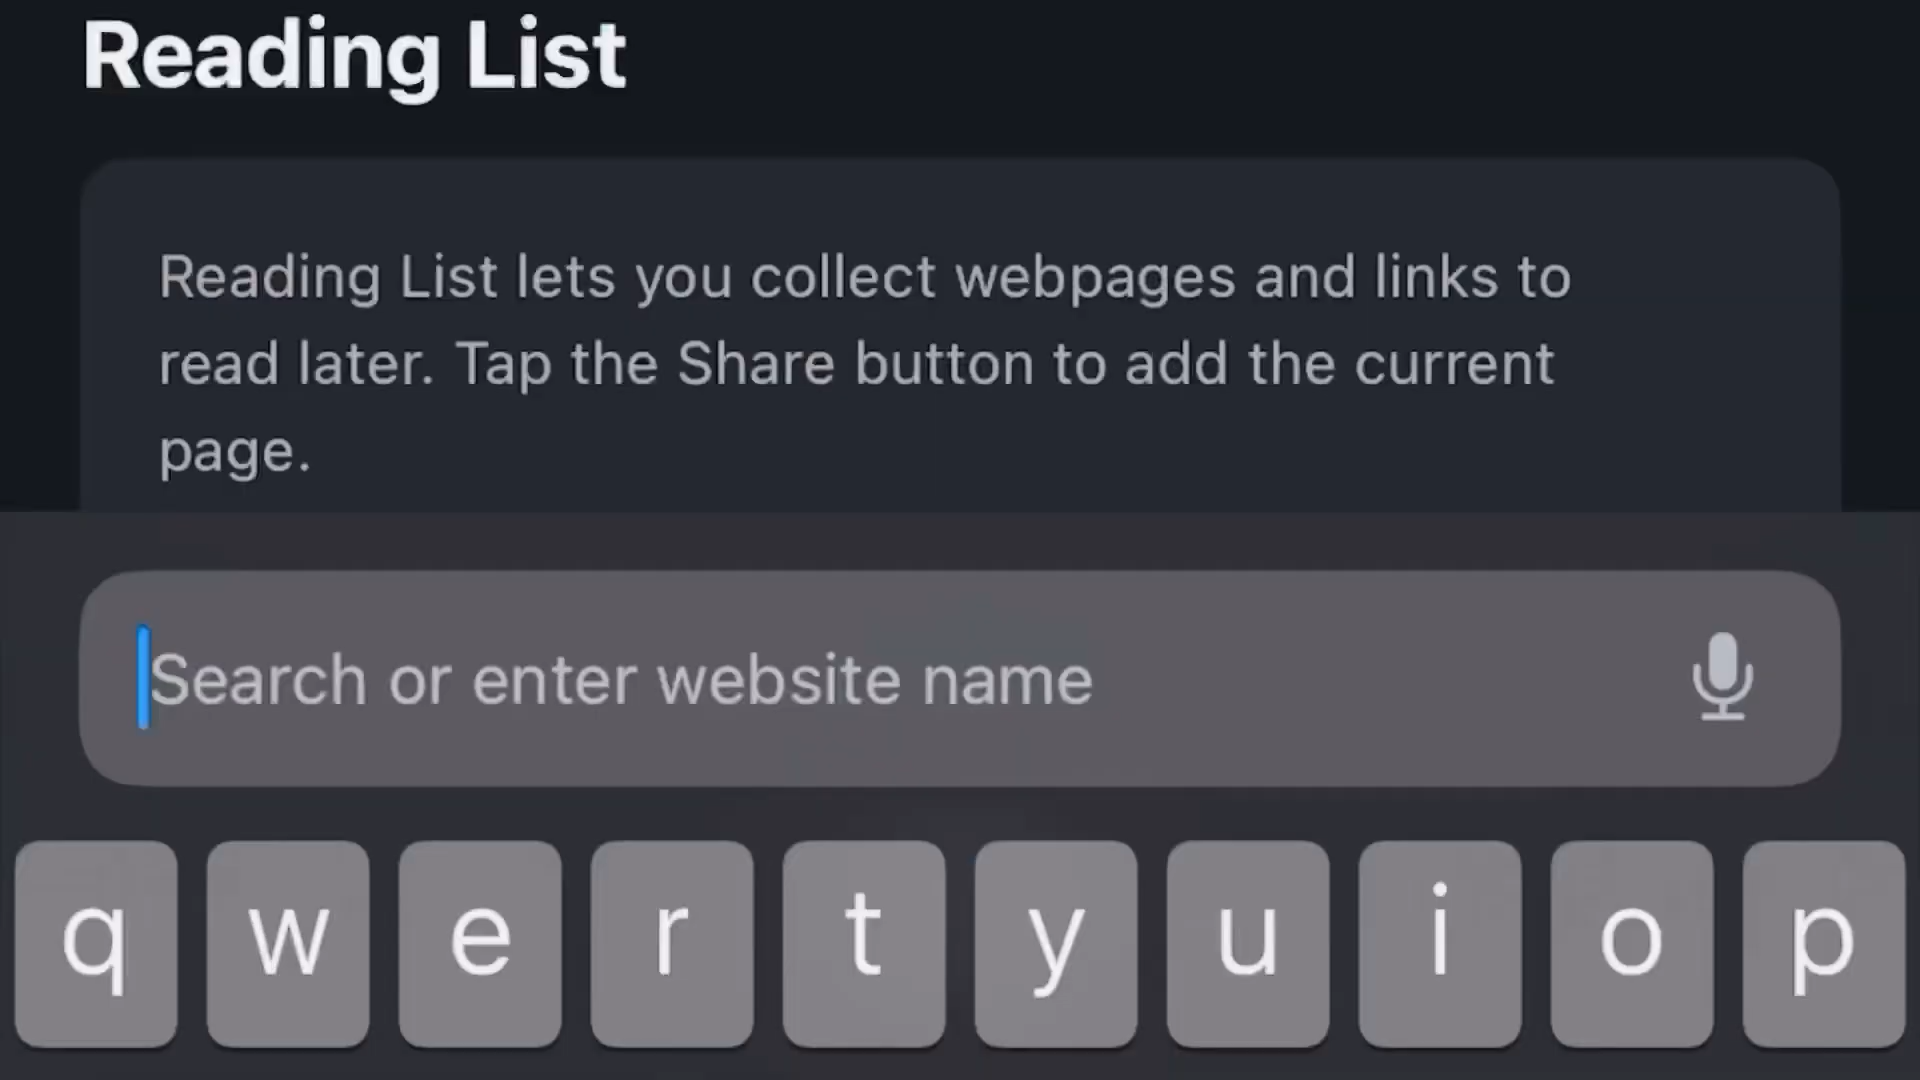 Reading List
Reading List lets you collect webpages and links to
read later. Tap the Share button to add the current
page.
Search or enter website name
q w e r t y u i o p